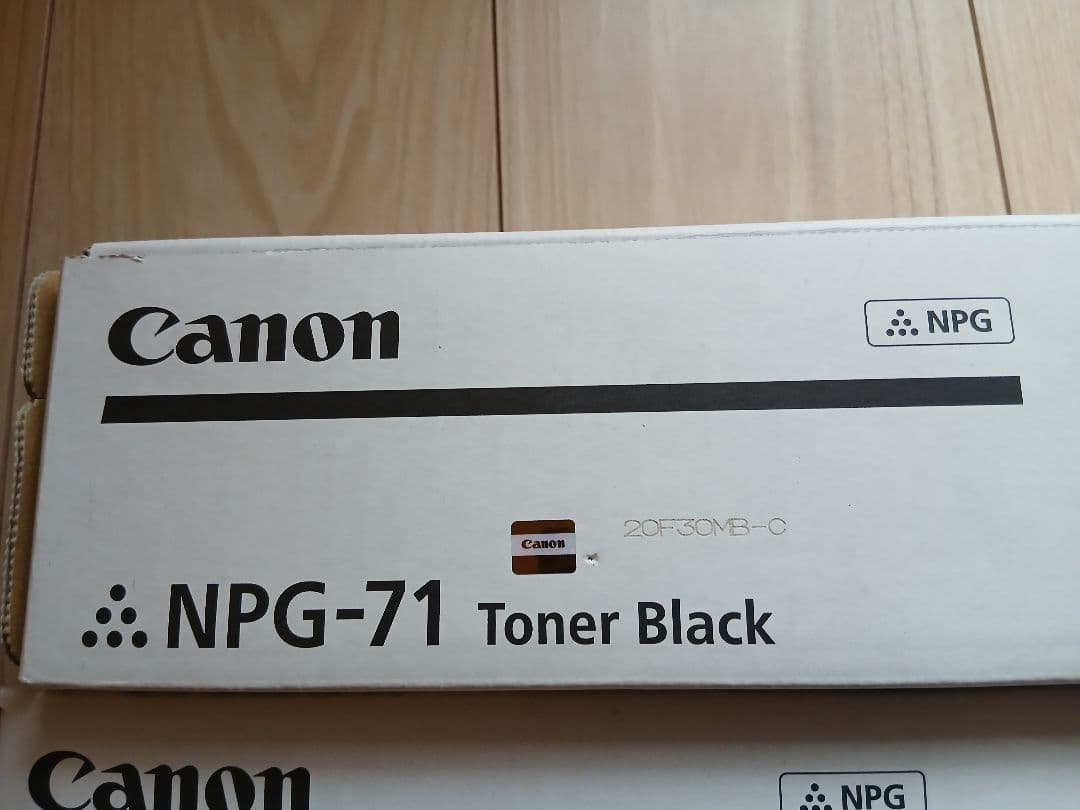 Canon
NPG
Canon
20F30MB-C
NPG-71 Toner Black
Canon
NPG